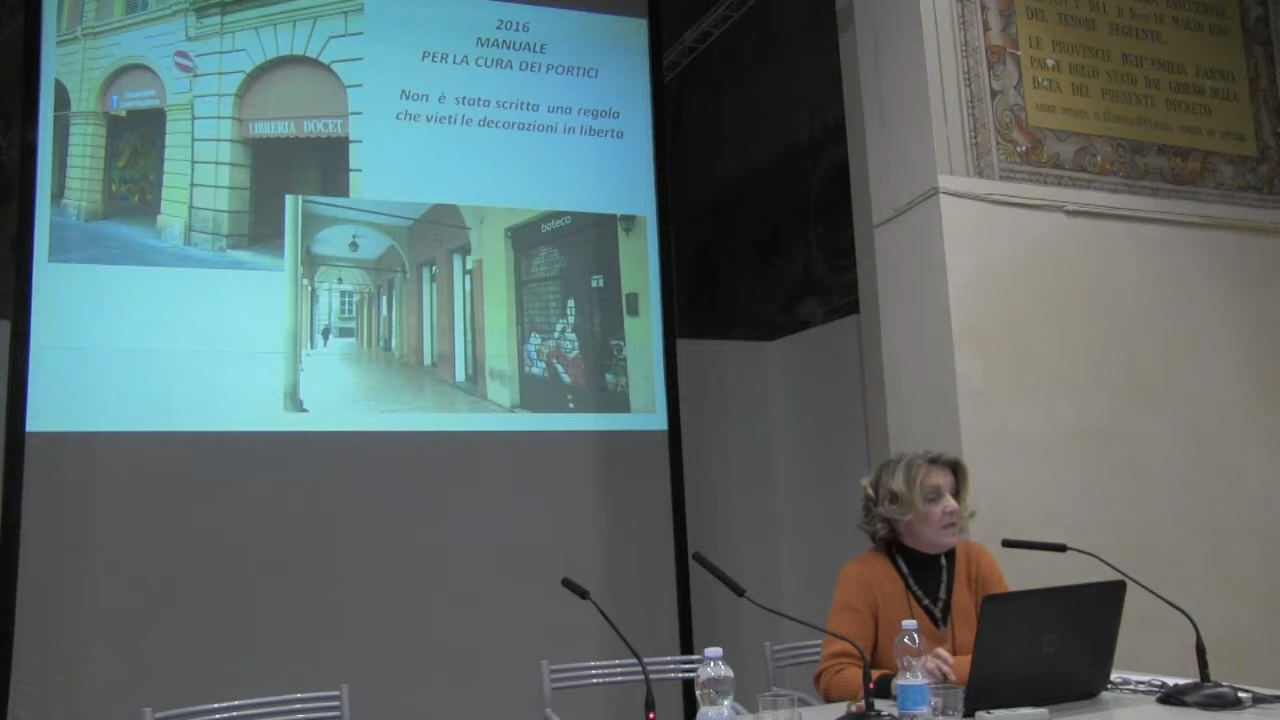 2016
MANUALE
PER LA CURA DEI PORTICI
Non è stata scritta una regola
che vieti le decorazioni in libertà
LIBRERIA DOCET
boteco
DEL TENORE SEGUENTE
LE PROVINCIE DELL'EMILIA FARANNO
PARTE DELLO STATO DAL GIORNO DELLA
DATA DEL PRESENTE DECRETO